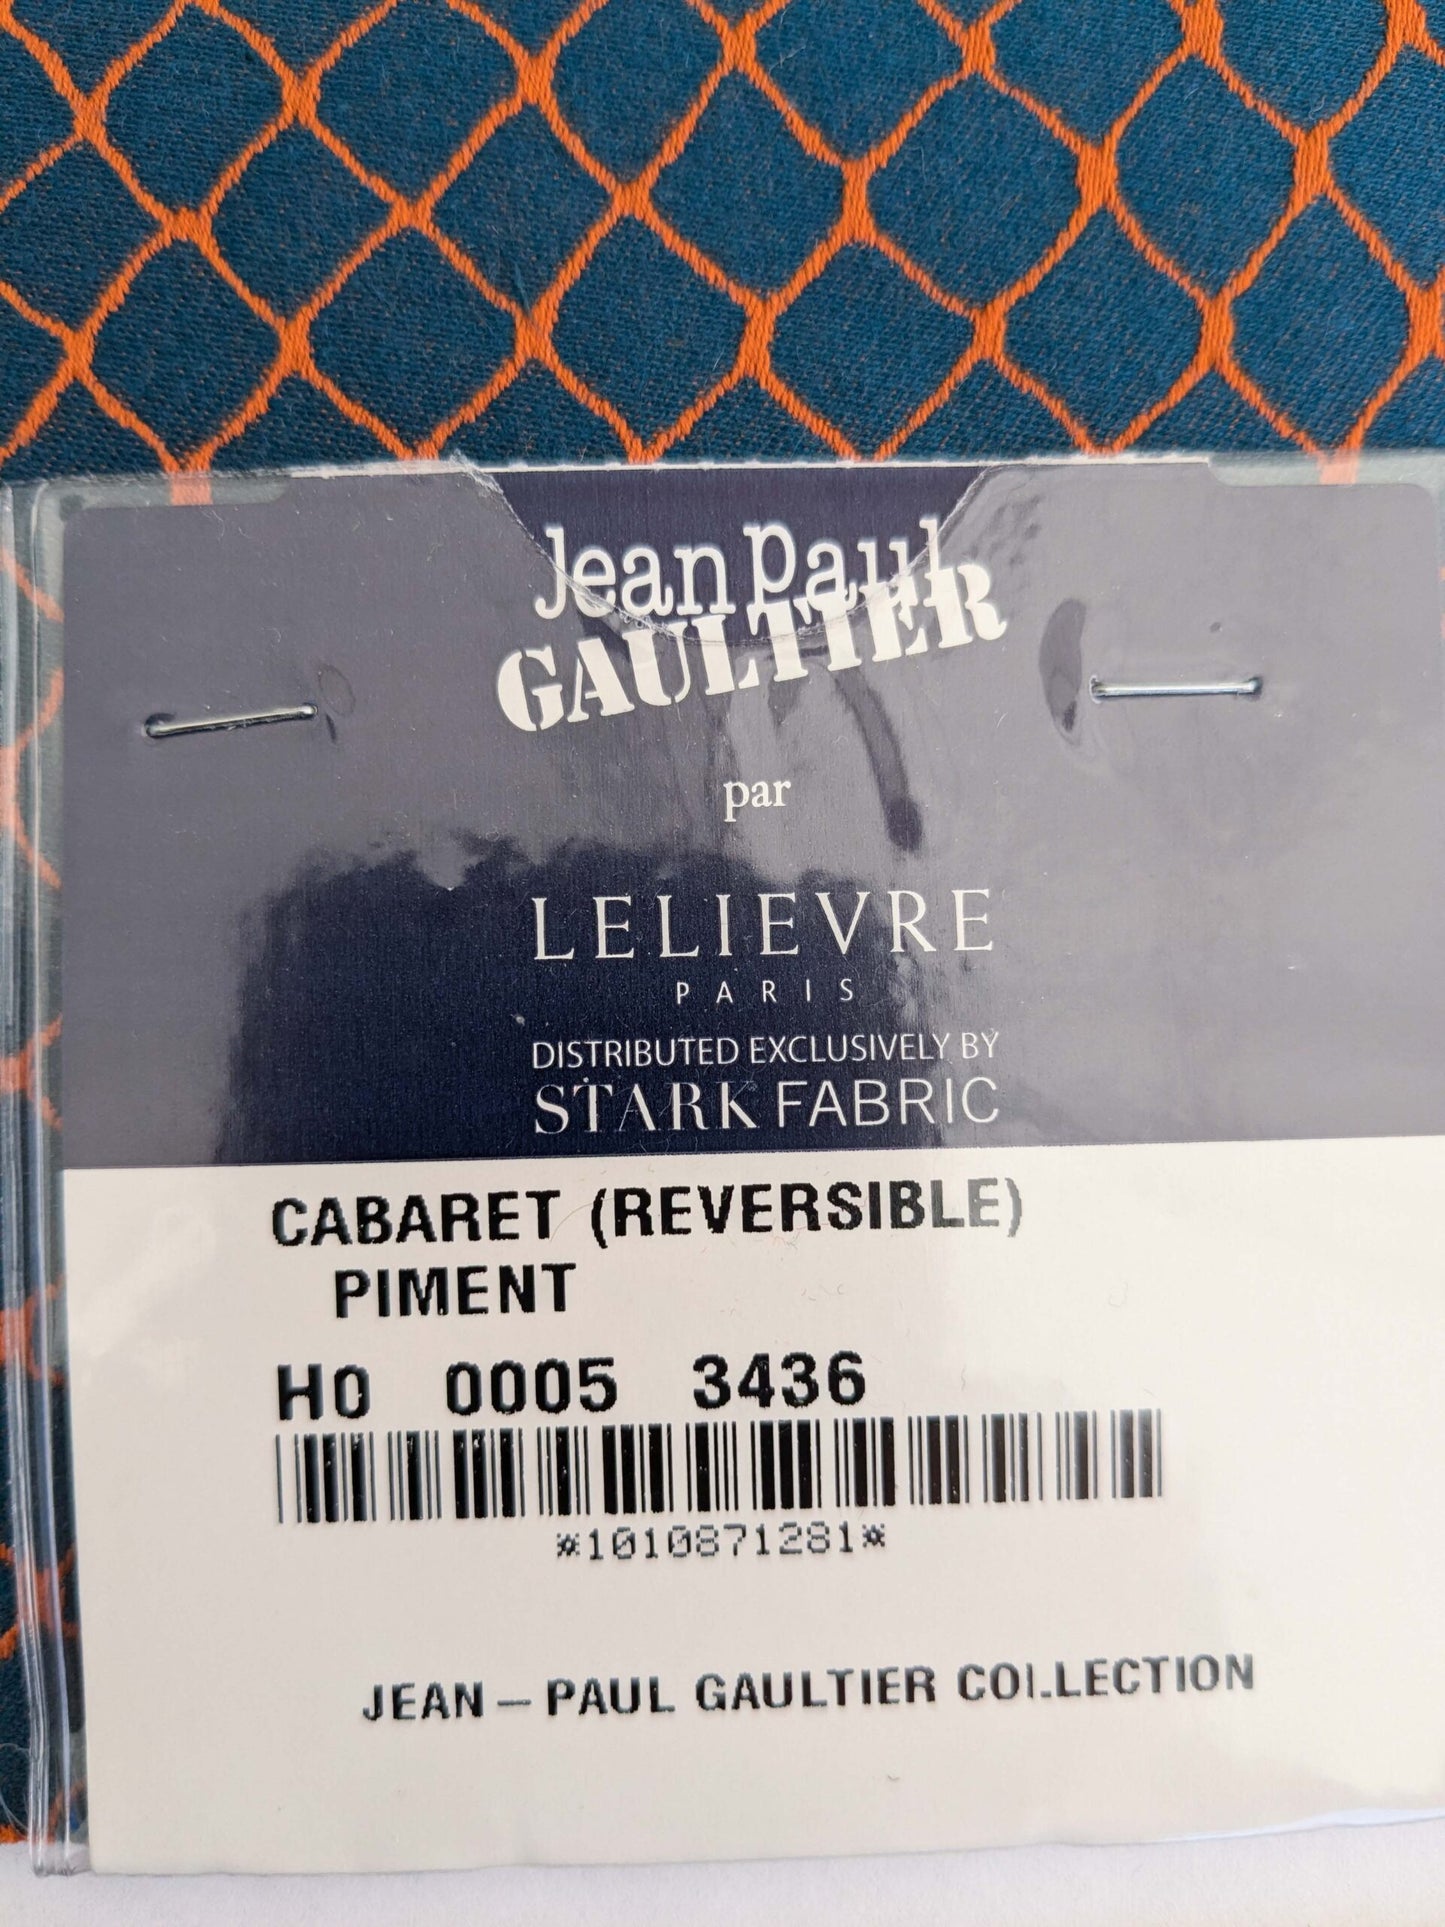 Jean Paul
GAULTIER
par
LELIEVRE
PARIS
DISTRIBUTED EXCLUSIVELY BY
STARK FABRIC
CABARET (REVERSIBLE)
PIMENT
H0 0005 3436
*1010871281*
JEAN-PAUL GAULTIER COLLECTION